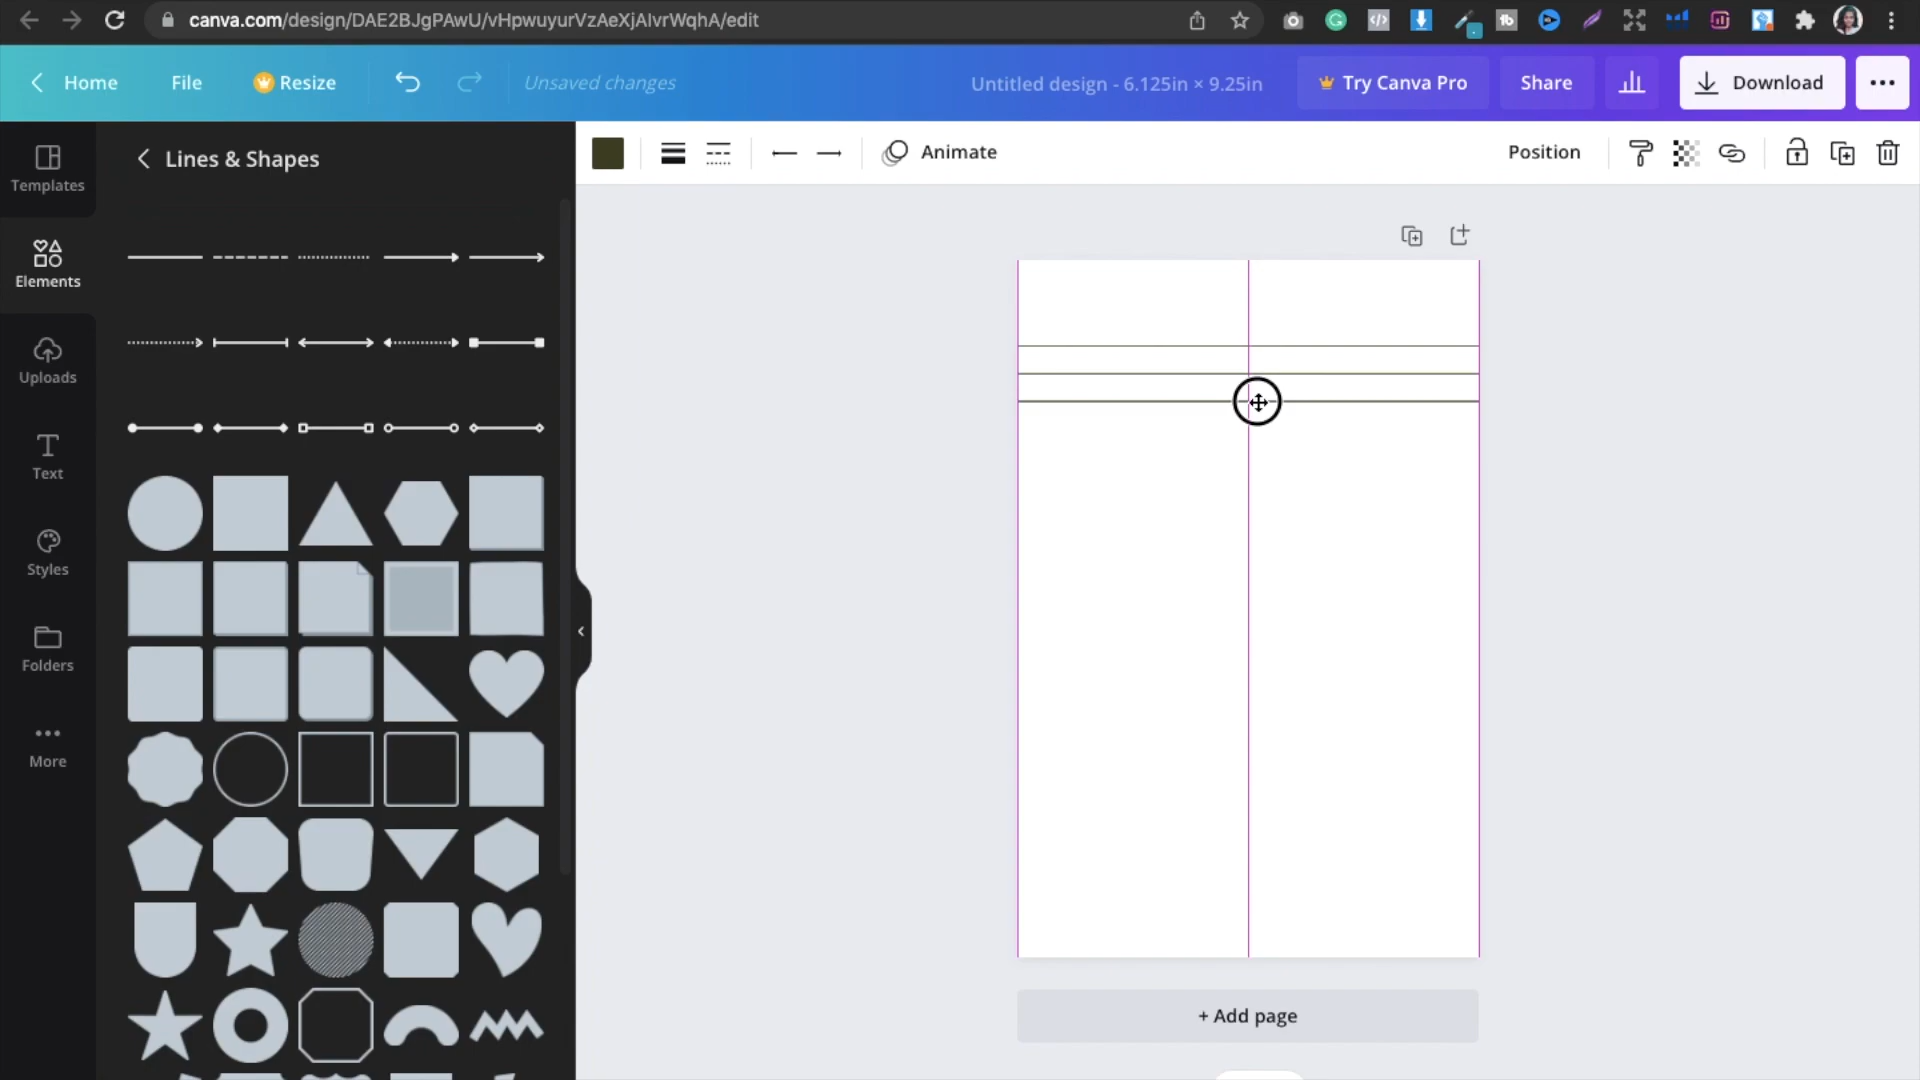 canva.com/design/DAE2BJgPAwU/vHpwuyurVzAeXjAlvrWqhA/edit
Home
File
Resize
Unsaved changes
Untitled design - 6.125in × 9.25in
Try Canva Pro
Share
Download
Templates
Elements
Uploads
Text
Styles
Folders
More
Lines & Shapes
Animate
Position
+ Add page